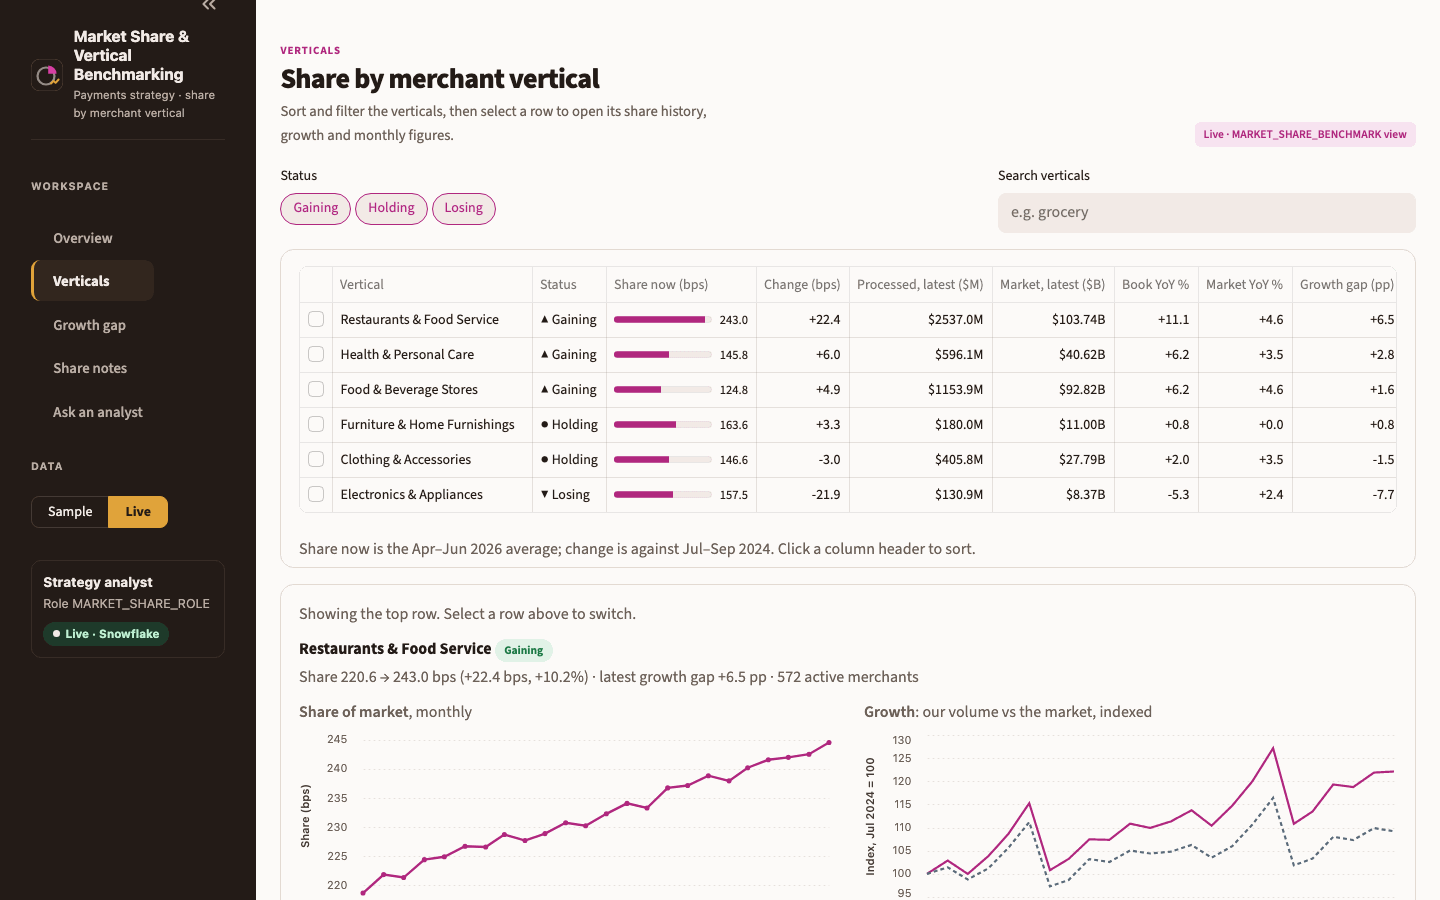 Market Share &
Vertical
Benchmarking
Payments strategy · share
by merchant vertical
WORKSPACE
Overview
Verticals
Growth gap
Share notes
Ask an analyst
DATA
Sample Live
Strategy analyst
Role MARKET_SHARE_ROLE
Live · Snowflake
VERTICALS
Share by merchant vertical
Sort and filter the verticals, then select a row to open its share history,
growth and monthly figures.
Live · MARKET_SHARE_BENCHMARK view
Status
Gaining Holding Losing
Search verticals
e.g. grocery
Vertical Status Share now (bps) Change (bps) Processed, latest ($M) Market, latest ($B) Book YoY % Market YoY % Growth gap (pp)
Restaurants & Food Service ▲ Gaining 243.0 +22.4 $2537.0M $103.74B +11.1 +4.6 +6.5
Health & Personal Care ▲ Gaining 145.8 +6.0 $596.1M $40.62B +6.2 +3.5 +2.8
Food & Beverage Stores ▲ Gaining 124.8 +4.9 $1153.9M $92.82B +6.2 +4.6 +1.6
Furniture & Home Furnishings ● Holding 163.6 +3.3 $180.0M $11.00B +0.8 +0.0 +0.8
Clothing & Accessories ● Holding 146.6 -3.0 $405.8M $27.79B +2.0 +3.5 -1.5
Electronics & Appliances ▼ Losing 157.5 -21.9 $130.9M $8.37B -5.3 +2.4 -7.7
Share now is the Apr–Jun 2026 average; change is against Jul–Sep 2024. Click a column header to sort.
Showing the top row. Select a row above to switch.
Restaurants & Food Service Gaining
Share 220.6 → 243.0 bps (+22.4 bps, +10.2%) · latest growth gap +6.5 pp · 572 active merchants
Share of market, monthly
Share (bps)
245
240
235
230
225
220
Growth: our volume vs the market, indexed
Index, Jul 2024 = 100
130
125
120
115
110
105
100
95